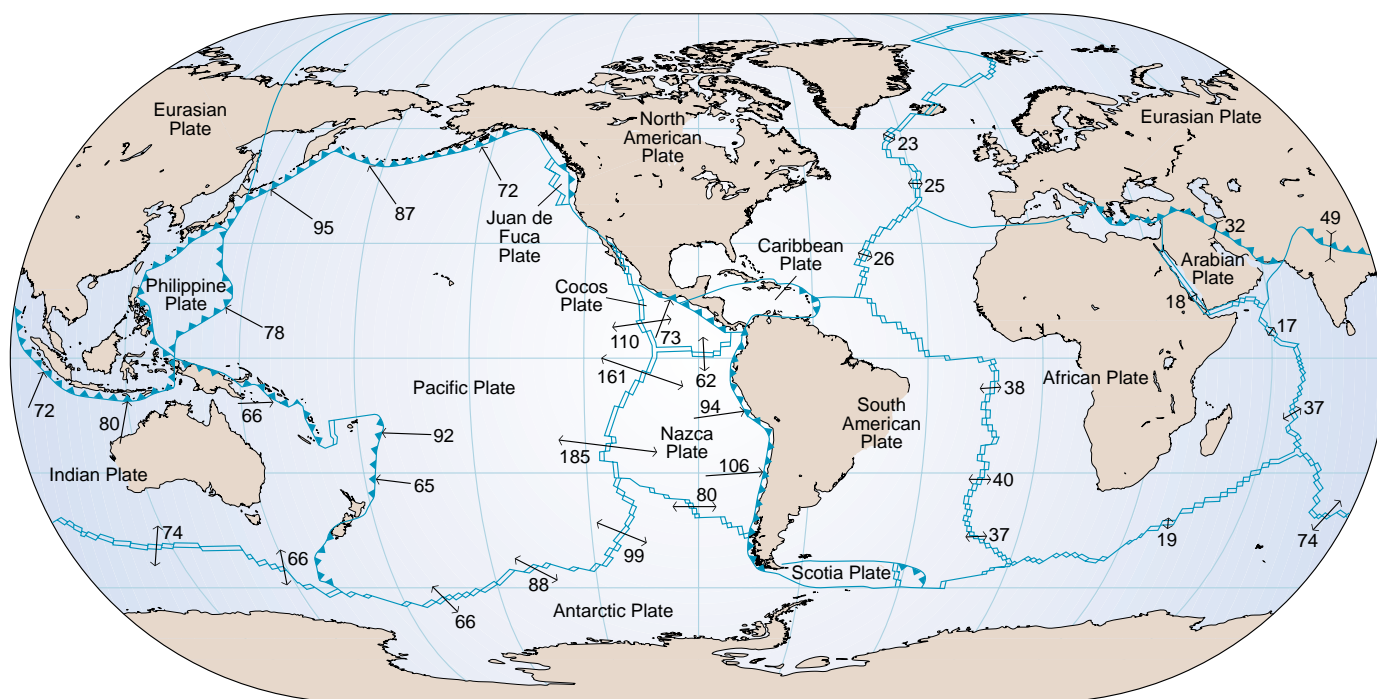 Eurasian
Plate
North
American
Plate
Eurasian Plate
23
25
72
87
95
Juan de
Fuca
Plate
Caribbean
Plate
26
32
49
Arabian
Plate
18
Philippine
Plate
78
Cocos
Plate
110
73
17
161
62
72
80
66
Pacific Plate
94
38
African Plate
37
South
American
Plate
92
Nazca
Plate
185
106
Indian Plate
65
40
80
74
66
99
37
19
74
88
Scotia Plate
66
Antarctic Plate